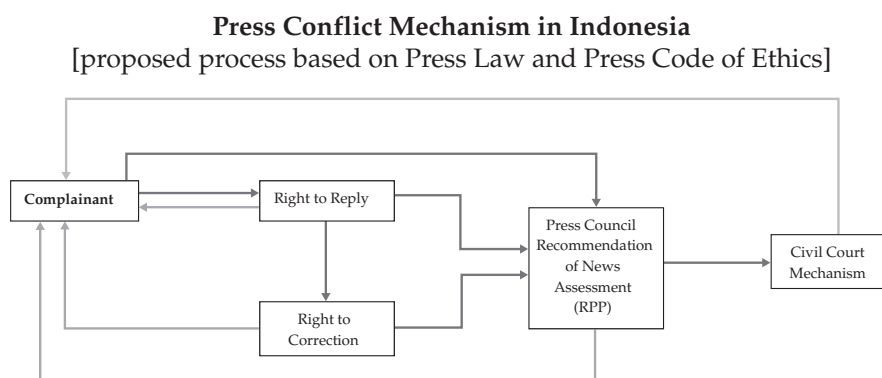 Press Conflict Mechanism in Indonesia
[proposed process based on Press Law and Press Code of Ethics]
Complainant
Right to Reply
Press Council
Recommendation
of News
Assessment
(RPP)
Civil Court
Mechanism
Right to
Correction